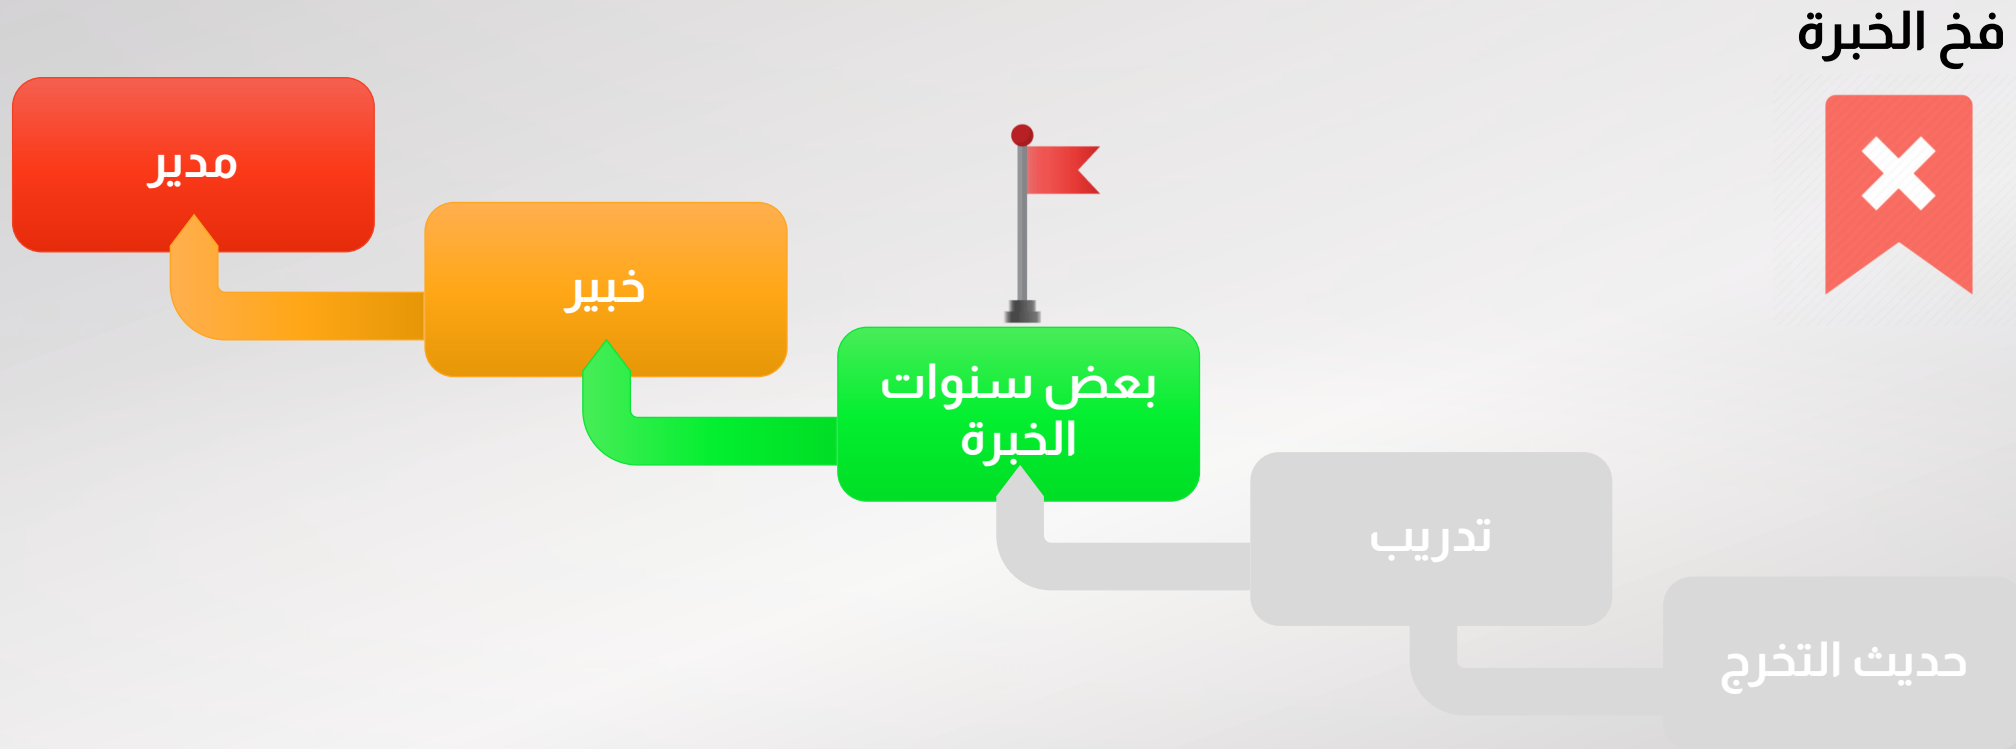 فخ الخبرة
مدير
خبير
بعض سنوات
الخبرة
تدريب
حديث التخرج